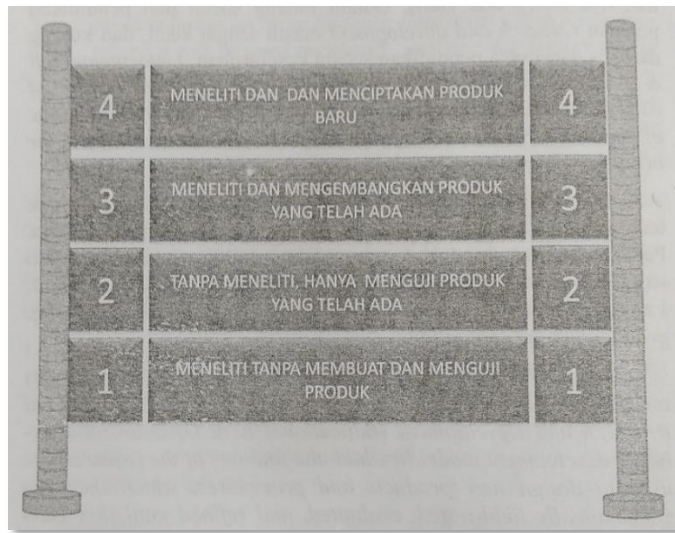 4
MENELITI DAN DAN MENCIPTAKAN PRODUK
BARU
4
3
MENELITI DAN MENGEMBANGKAN PRODUK
YANG TELAH ADA
3
2
TANPA MENELITI, HANYA MENGUJI PRODUK
YANG TELAH ADA
2
1
MENELITI TANPA MEMBUAT DAN MENGUJI
PRODUK
1